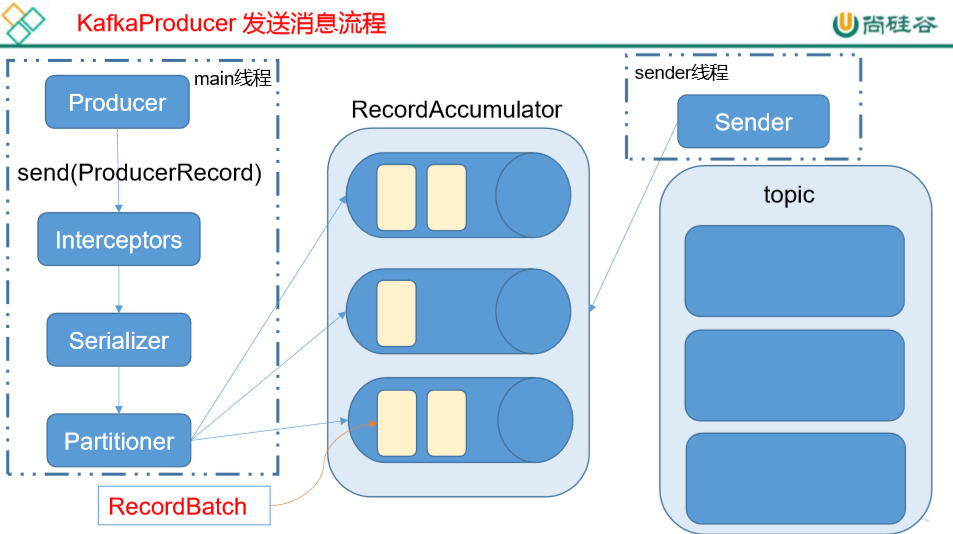 KafkaProducer 发送消息流程
尚硅谷
main线程
Producer
send(ProducerRecord)
Interceptors
Serializer
Partitioner
RecordBatch
RecordAccumulator
sender线程
Sender
topic